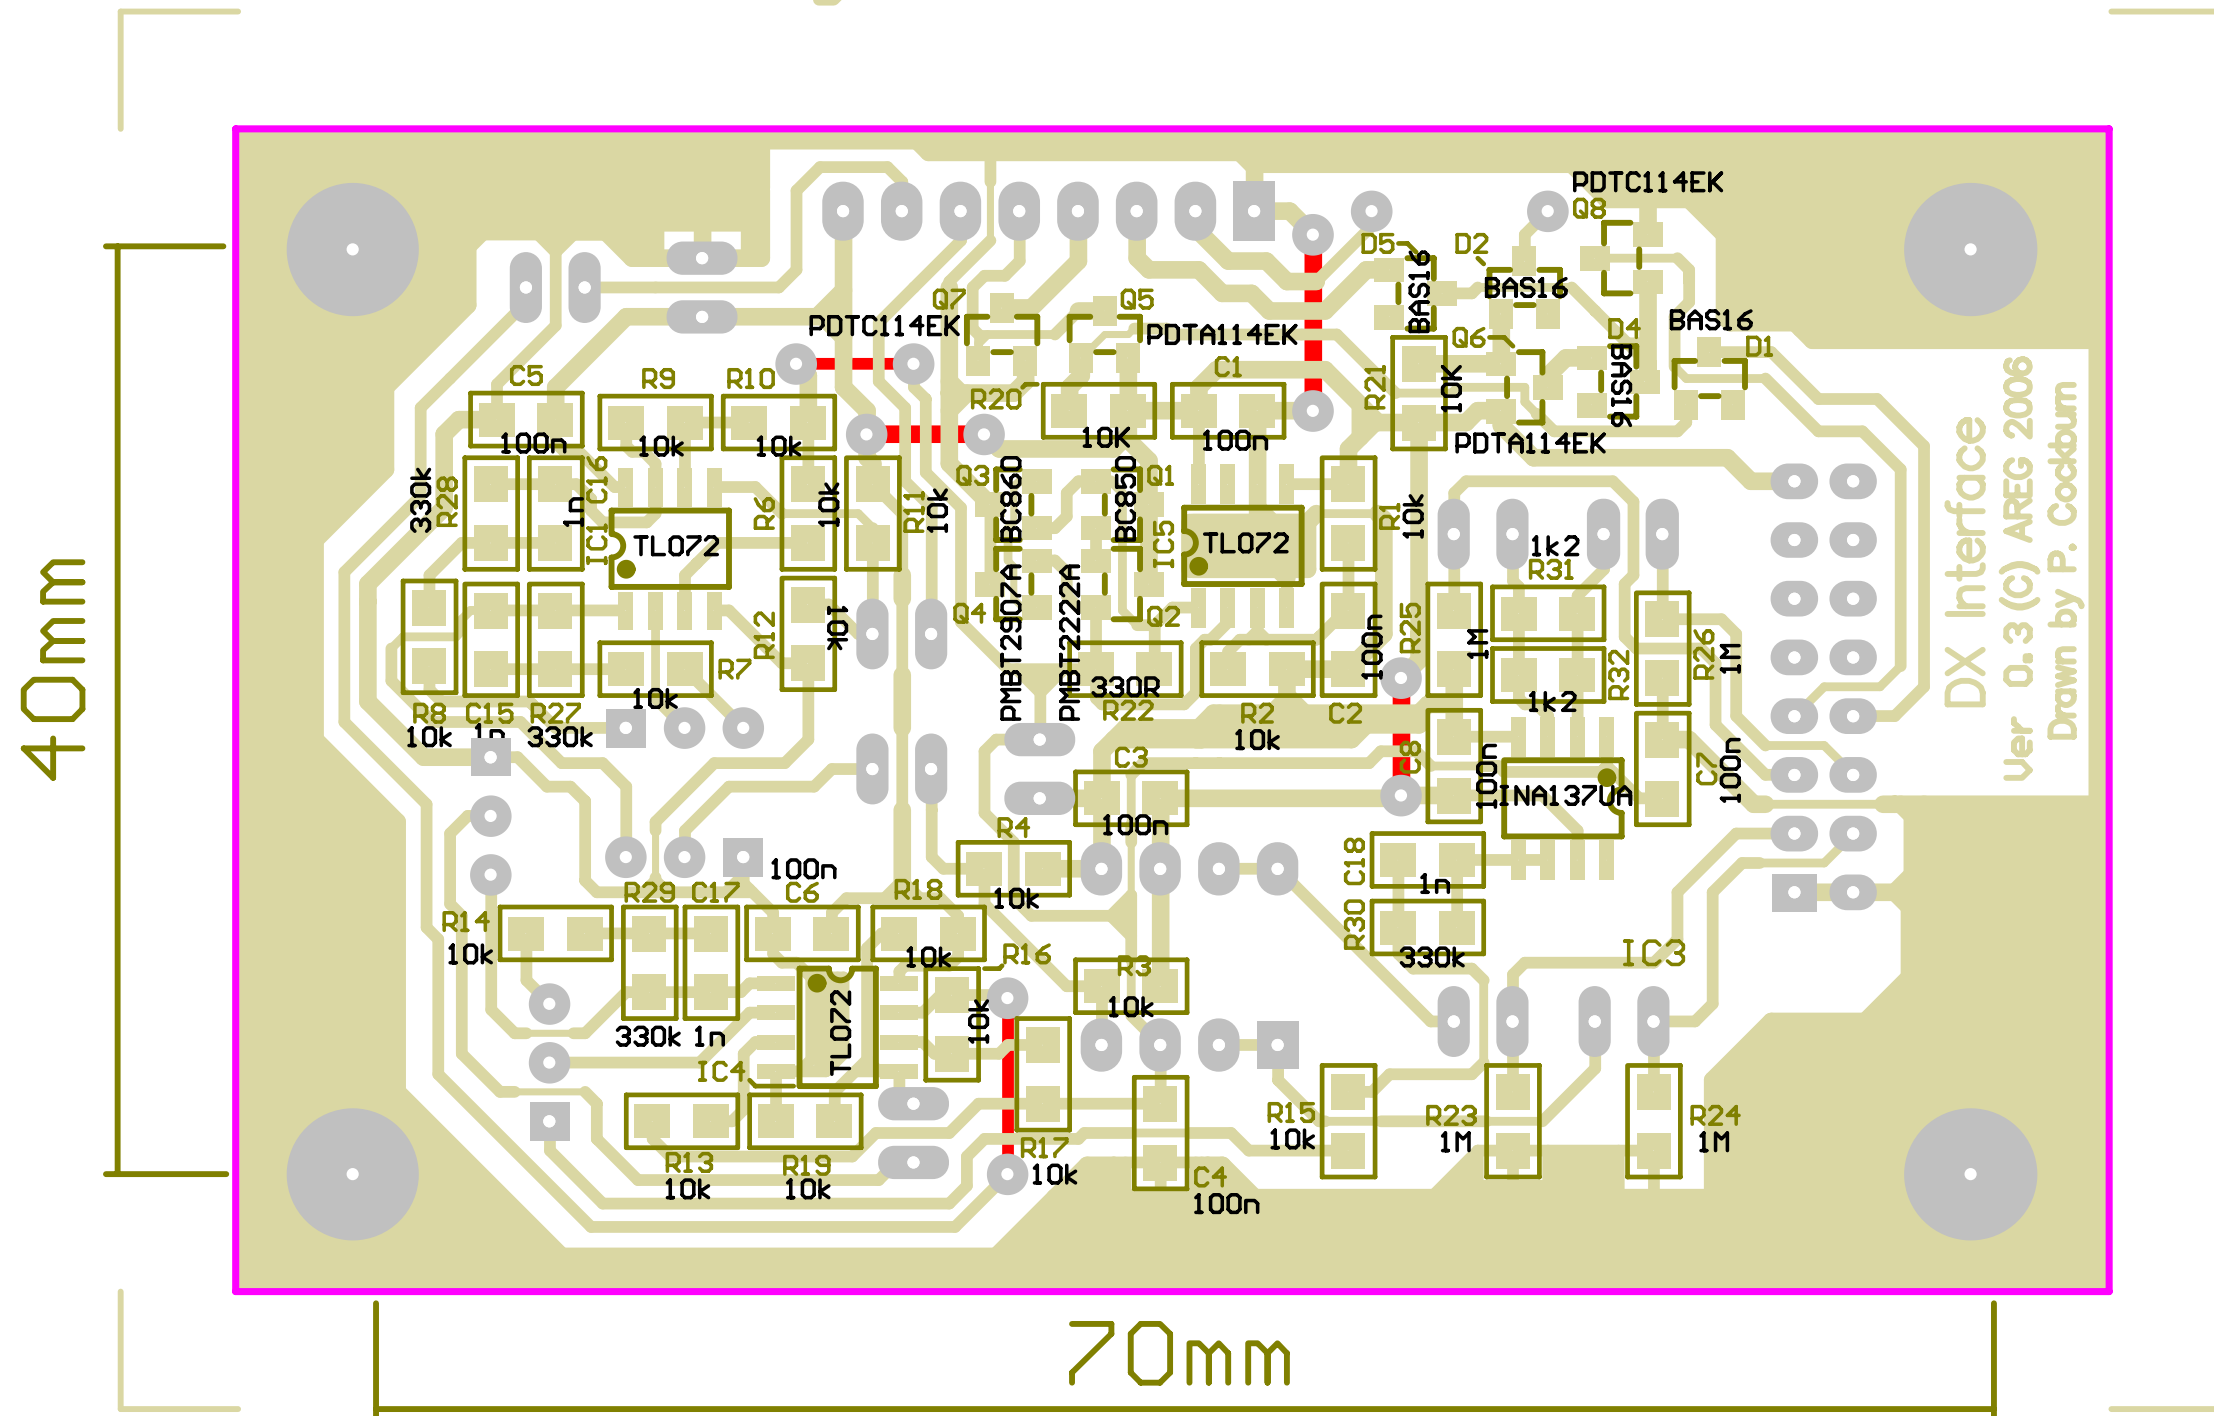 PDTC114EK
Q8
D5
D2
BAS16
BAS16
Q7
Q5
PDTC114EK
PDTA114EK
Q6
D4
BAS16
D1
BAS16
C5
R9
R10
R20
C1
R21
10K
100n
10k
10k
10K
100n
PDTA114EK
330k
R28
C16
1n
IC1
TL072
R6
10k
R11
10k
Q3
BC860
BC850
Q1
IC5
TL072
R1
10k
1k2
R31
Q4
PMBT2907A
PMBT2222A
Q2
R12
10k
R7
10k
330R
R22
R2
10k
C2
100n
R25
1M
R32
1k2
R26
1M
R8
10k
C15
1n
R27
330k
C3
100n
C8
100n
INA137UA
C7
100n
R4
10k
C18
1n
100n
R29
C17
C6
R18
R14
10k
10k
R16
10k
R3
10k
R30
330k
IC3
330k
1n
TL072
IC4
R13
10k
R19
10k
R17
10k
C4
100n
R15
10k
R23
1M
R24
1M
DX Interface
Ver 0.3 (C) AREG 2006
Drawn by P. Cockburn
40mm
70mm